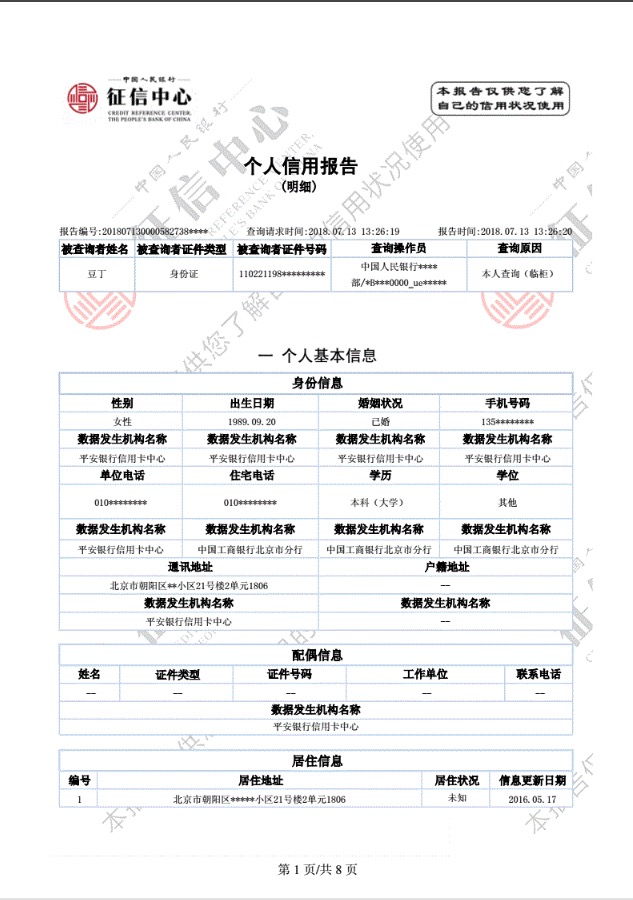 中国人民银行
征信中心
CREDIT REFERENCE CENTER,
THE PEOPLE'S BANK OF CHINA
本报告仅供您了解
自己的信用状况使用
个人信用报告
(明细)
报告编号:201807130000582738**** 查询请求时间:2018.07.13 13:26:19 报告时间:2018.07.13 13:26:20
被查询者姓名 被查询者证件类型 被查询者证件号码 查询操作员 查询原因
豆丁 身份证 110221198********* 中国人民银行**** 本人查询（临柜）
部/*B***0000_ue*****
一 个人基本信息
身份信息
性别 出生日期 婚姻状况 手机号码
女性 1989.09.20 已婚 135********
数据发生机构名称 数据发生机构名称 数据发生机构名称 数据发生机构名称
平安银行信用卡中心 平安银行信用卡中心 平安银行信用卡中心 平安银行信用卡中心
单位电话 住宅电话 学历 学位
010******** 010******** 本科（大学） 其他
数据发生机构名称 数据发生机构名称 数据发生机构名称 数据发生机构名称
平安银行信用卡中心 中国工商银行北京市分行 中国工商银行北京市分行 中国工商银行北京市分行
通讯地址 户籍地址
北京市朝阳区**小区21号楼2单元1806 --
数据发生机构名称 数据发生机构名称
平安银行信用卡中心 --
配偶信息
姓名 证件类型 证件号码 工作单位 联系电话
-- -- -- -- --
数据发生机构名称
平安银行信用卡中心
居住信息
编号 居住地址 居住状况 信息更新日期
1 北京市朝阳区*****小区21号楼2单元1806 未知 2016.05.17
第 1 页/共 8 页